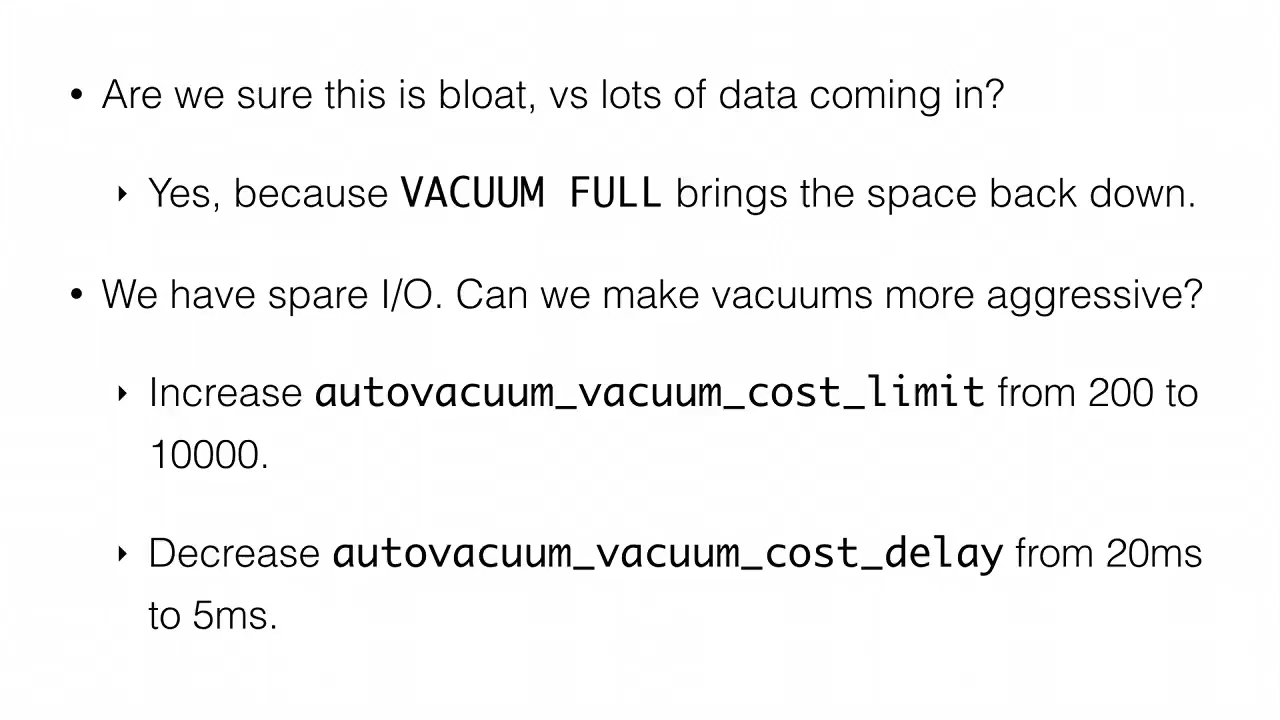 • Are we sure this is bloat, vs lots of data coming in?
‣ Yes, because VACUUM FULL brings the space back down.
• We have spare I/O. Can we make vacuums more aggressive?
‣ Increase autovacuum_vacuum_cost_limit from 200 to
10000.
‣ Decrease autovacuum_vacuum_cost_delay from 20ms
to 5ms.